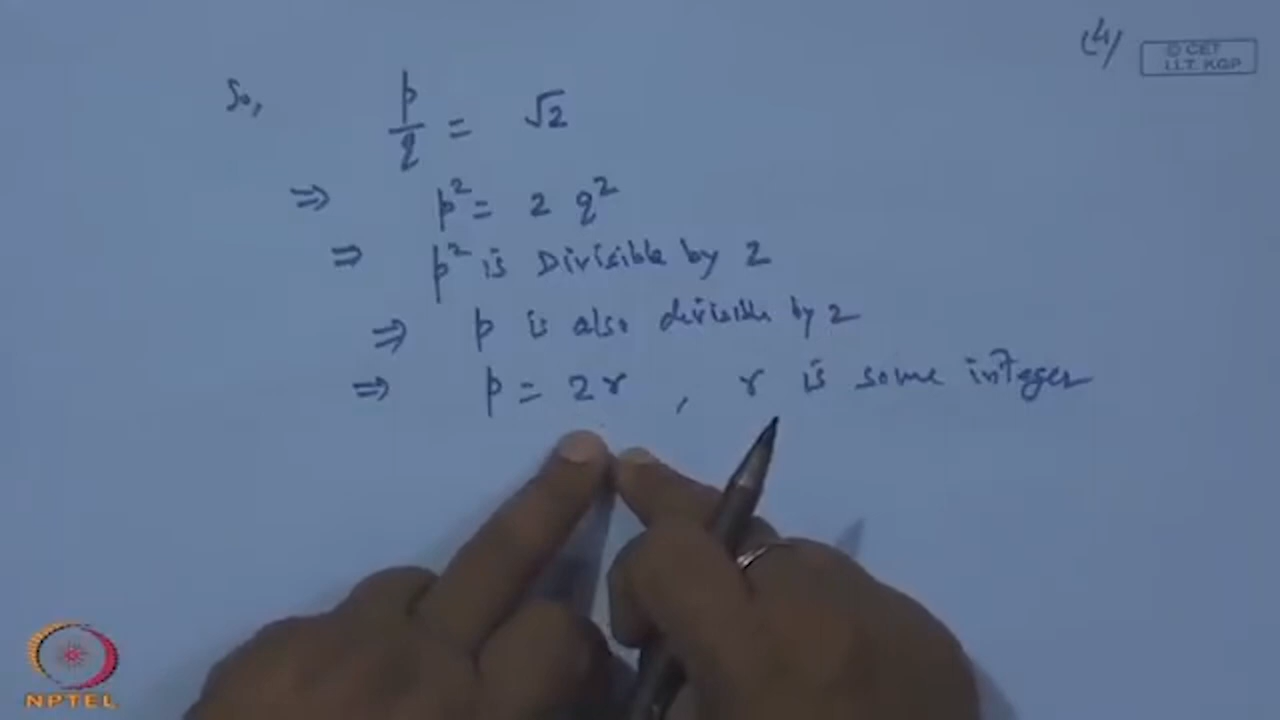 (4)
© CET
I.I.T. KGP
So, p/q = √2
⇒ p² = 2 q²
⇒ p² is Divisible by 2
⇒ p is also divisible by 2
⇒ p = 2r , r is some integer
NPTEL